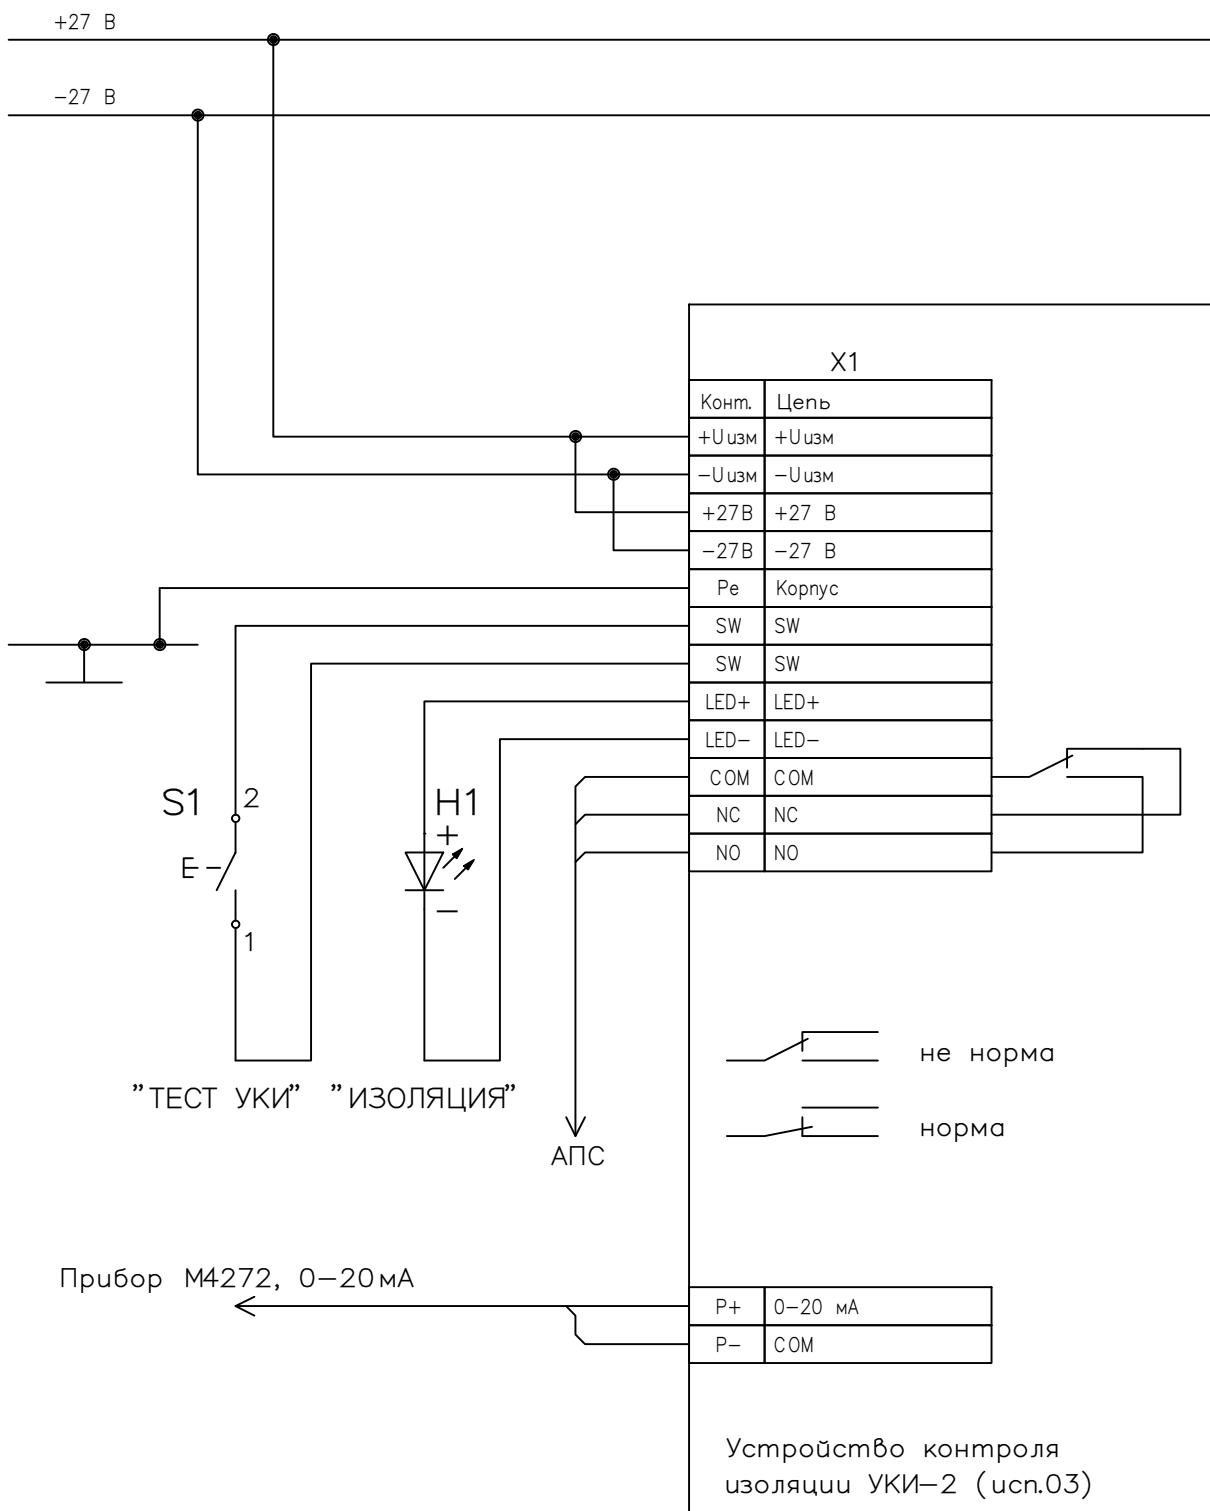 +27 В
−27 В
X1
Конт. Цепь
+Uизм +Uизм
−Uизм −Uизм
+27В +27 В
−27В −27 В
Pe Корпус
SW SW
SW SW
LED+ LED+
LED− LED−
COM COM
NC NC
NO NO
S1 2 H1
+
−
1
не норма
"ТЕСТ УКИ" "ИЗОЛЯЦИЯ"
норма
АПС
Прибор М4272, 0−20мА
P+ 0−20 мА
P− COM
Устройство контроля
изоляции УКИ−2 (исп.03)